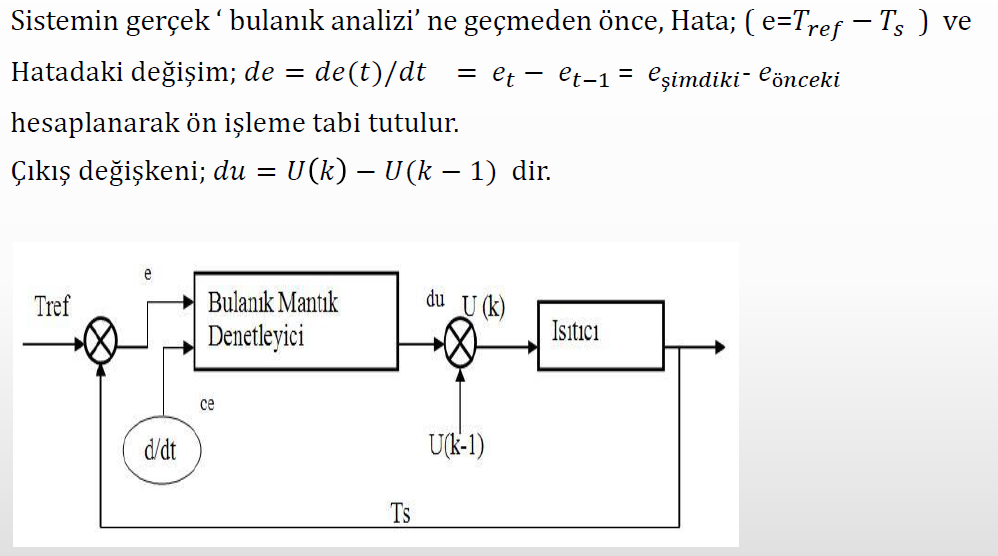 Sistemin gerçek ‘ bulanık analizi’ ne geçmeden önce, Hata; ( e=T_ref − T_s ) ve
Hatadaki değişim; de = de(t)/dt = e_t − e_t−1 = e_şimdiki- e_önceki
hesaplanarak ön işleme tabi tutulur.
Çıkış değişkeni; du = U(k) − U(k − 1) dir.
e
Tref
Bulanık Mantık
Denetleyici
du
U (k)
Isıtıcı
ce
d/dt
U(k-1)
Ts